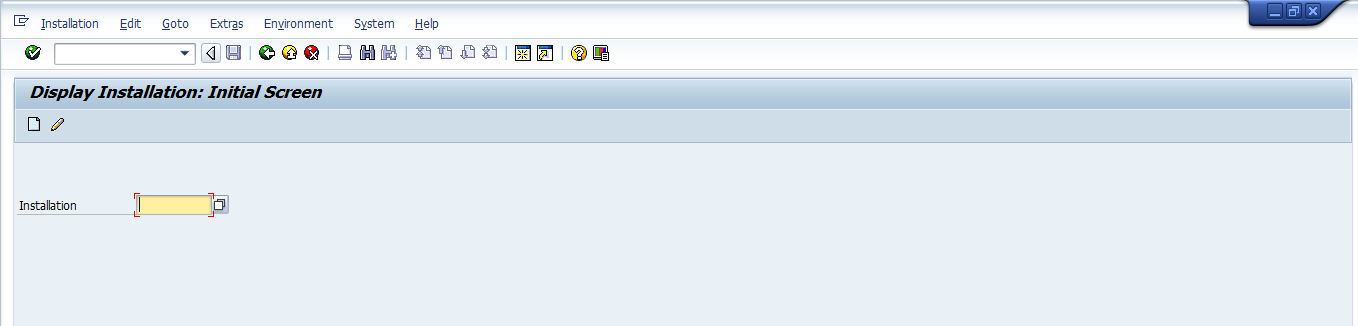 Installation Edit Goto Extras Environment System Help
Display Installation: Initial Screen
Installation